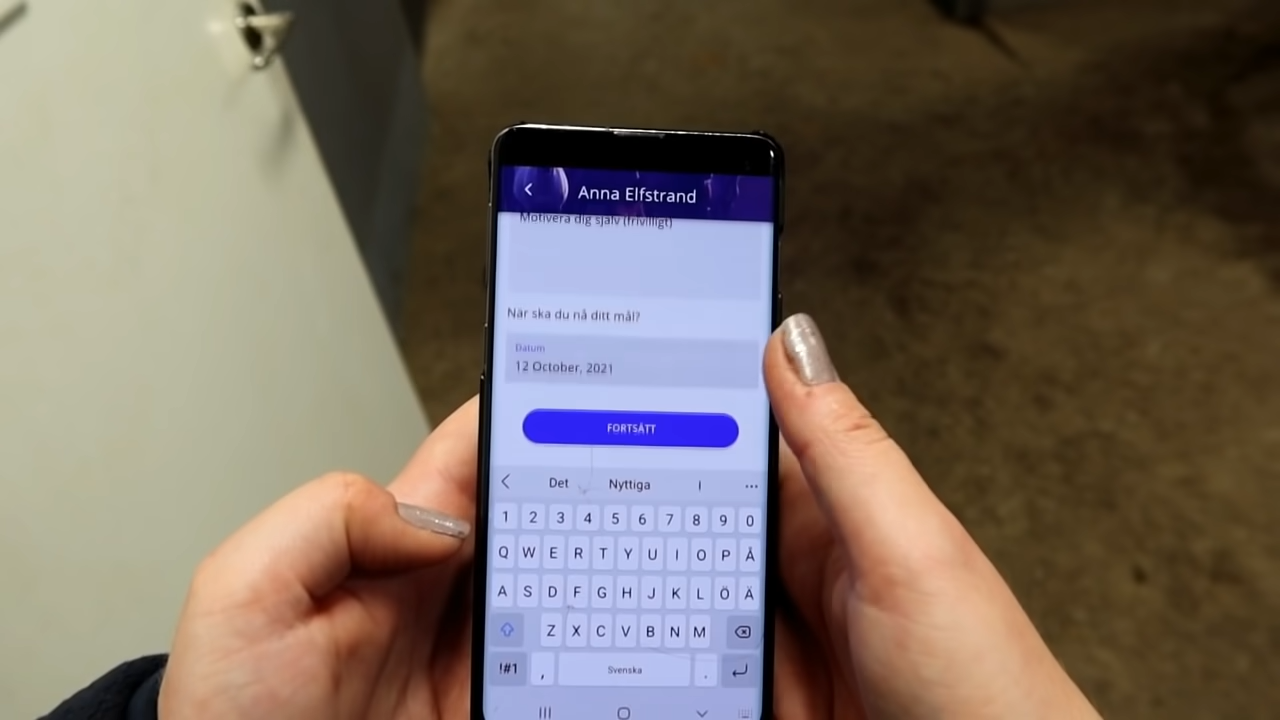 Anna Elfstrand
Motivera dig själv (frivilligt)
När ska du nå ditt mål?
Datum
12 October, 2021
FORTSÄTT
Det Nyttiga I ...
1 2 3 4 5 6 7 8 9 0
Q W E R T Y U I O P Å
A S D F G H J K L Ö Ä
Z X C V B N M
!#1 , Svenska .